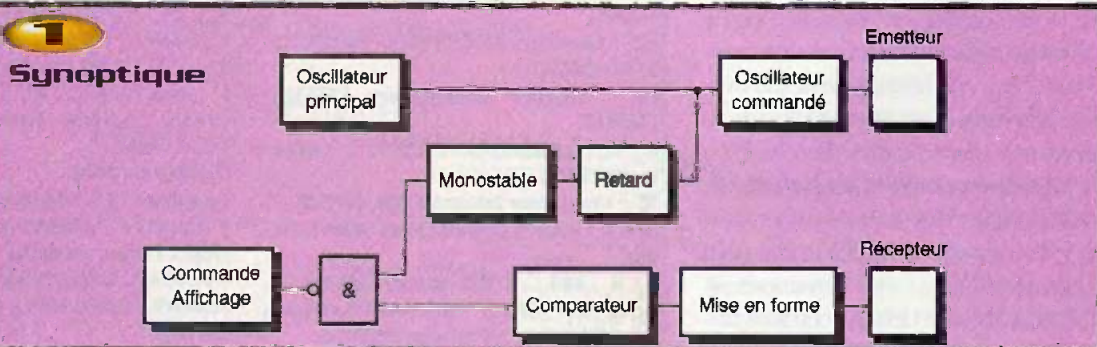 1
Synoptique
Emetteur
Oscillateur
principal
Oscillateur
commandé
Monostable
Retard
Récepteur
Commande
Affichage
&
Comparateur
Mise en forme